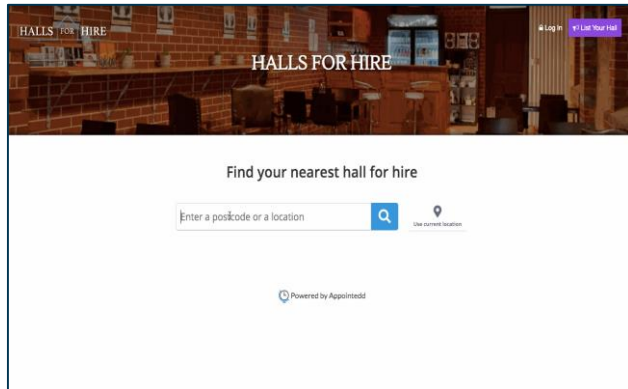 HALLS FOR HIRE
Log In
List Your Hall
HALLS FOR HIRE
Find your nearest hall for hire
Enter a postcode or a location
Use current location
Powered by Appointedd